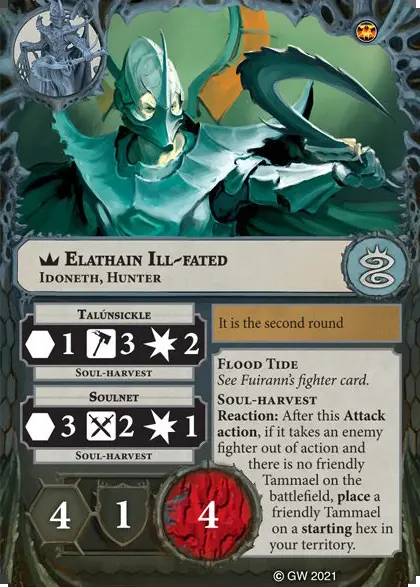 ELATHAIN ILL-FATED
IDONETH, HUNTER
TALÚNSICKLE
1 3 2
SOUL-HARVEST
SOULNET
3 2 1
SOUL-HARVEST
4 1 4
It is the second round
FLOOD TIDE
See Fuirann's fighter card.
SOUL-HARVEST
Reaction: After this Attack
action, if it takes an enemy
fighter out of action and
there is no friendly
Tammael on the
battlefield, place a
friendly Tammael
on a starting hex in
your territory.
© GW 2021